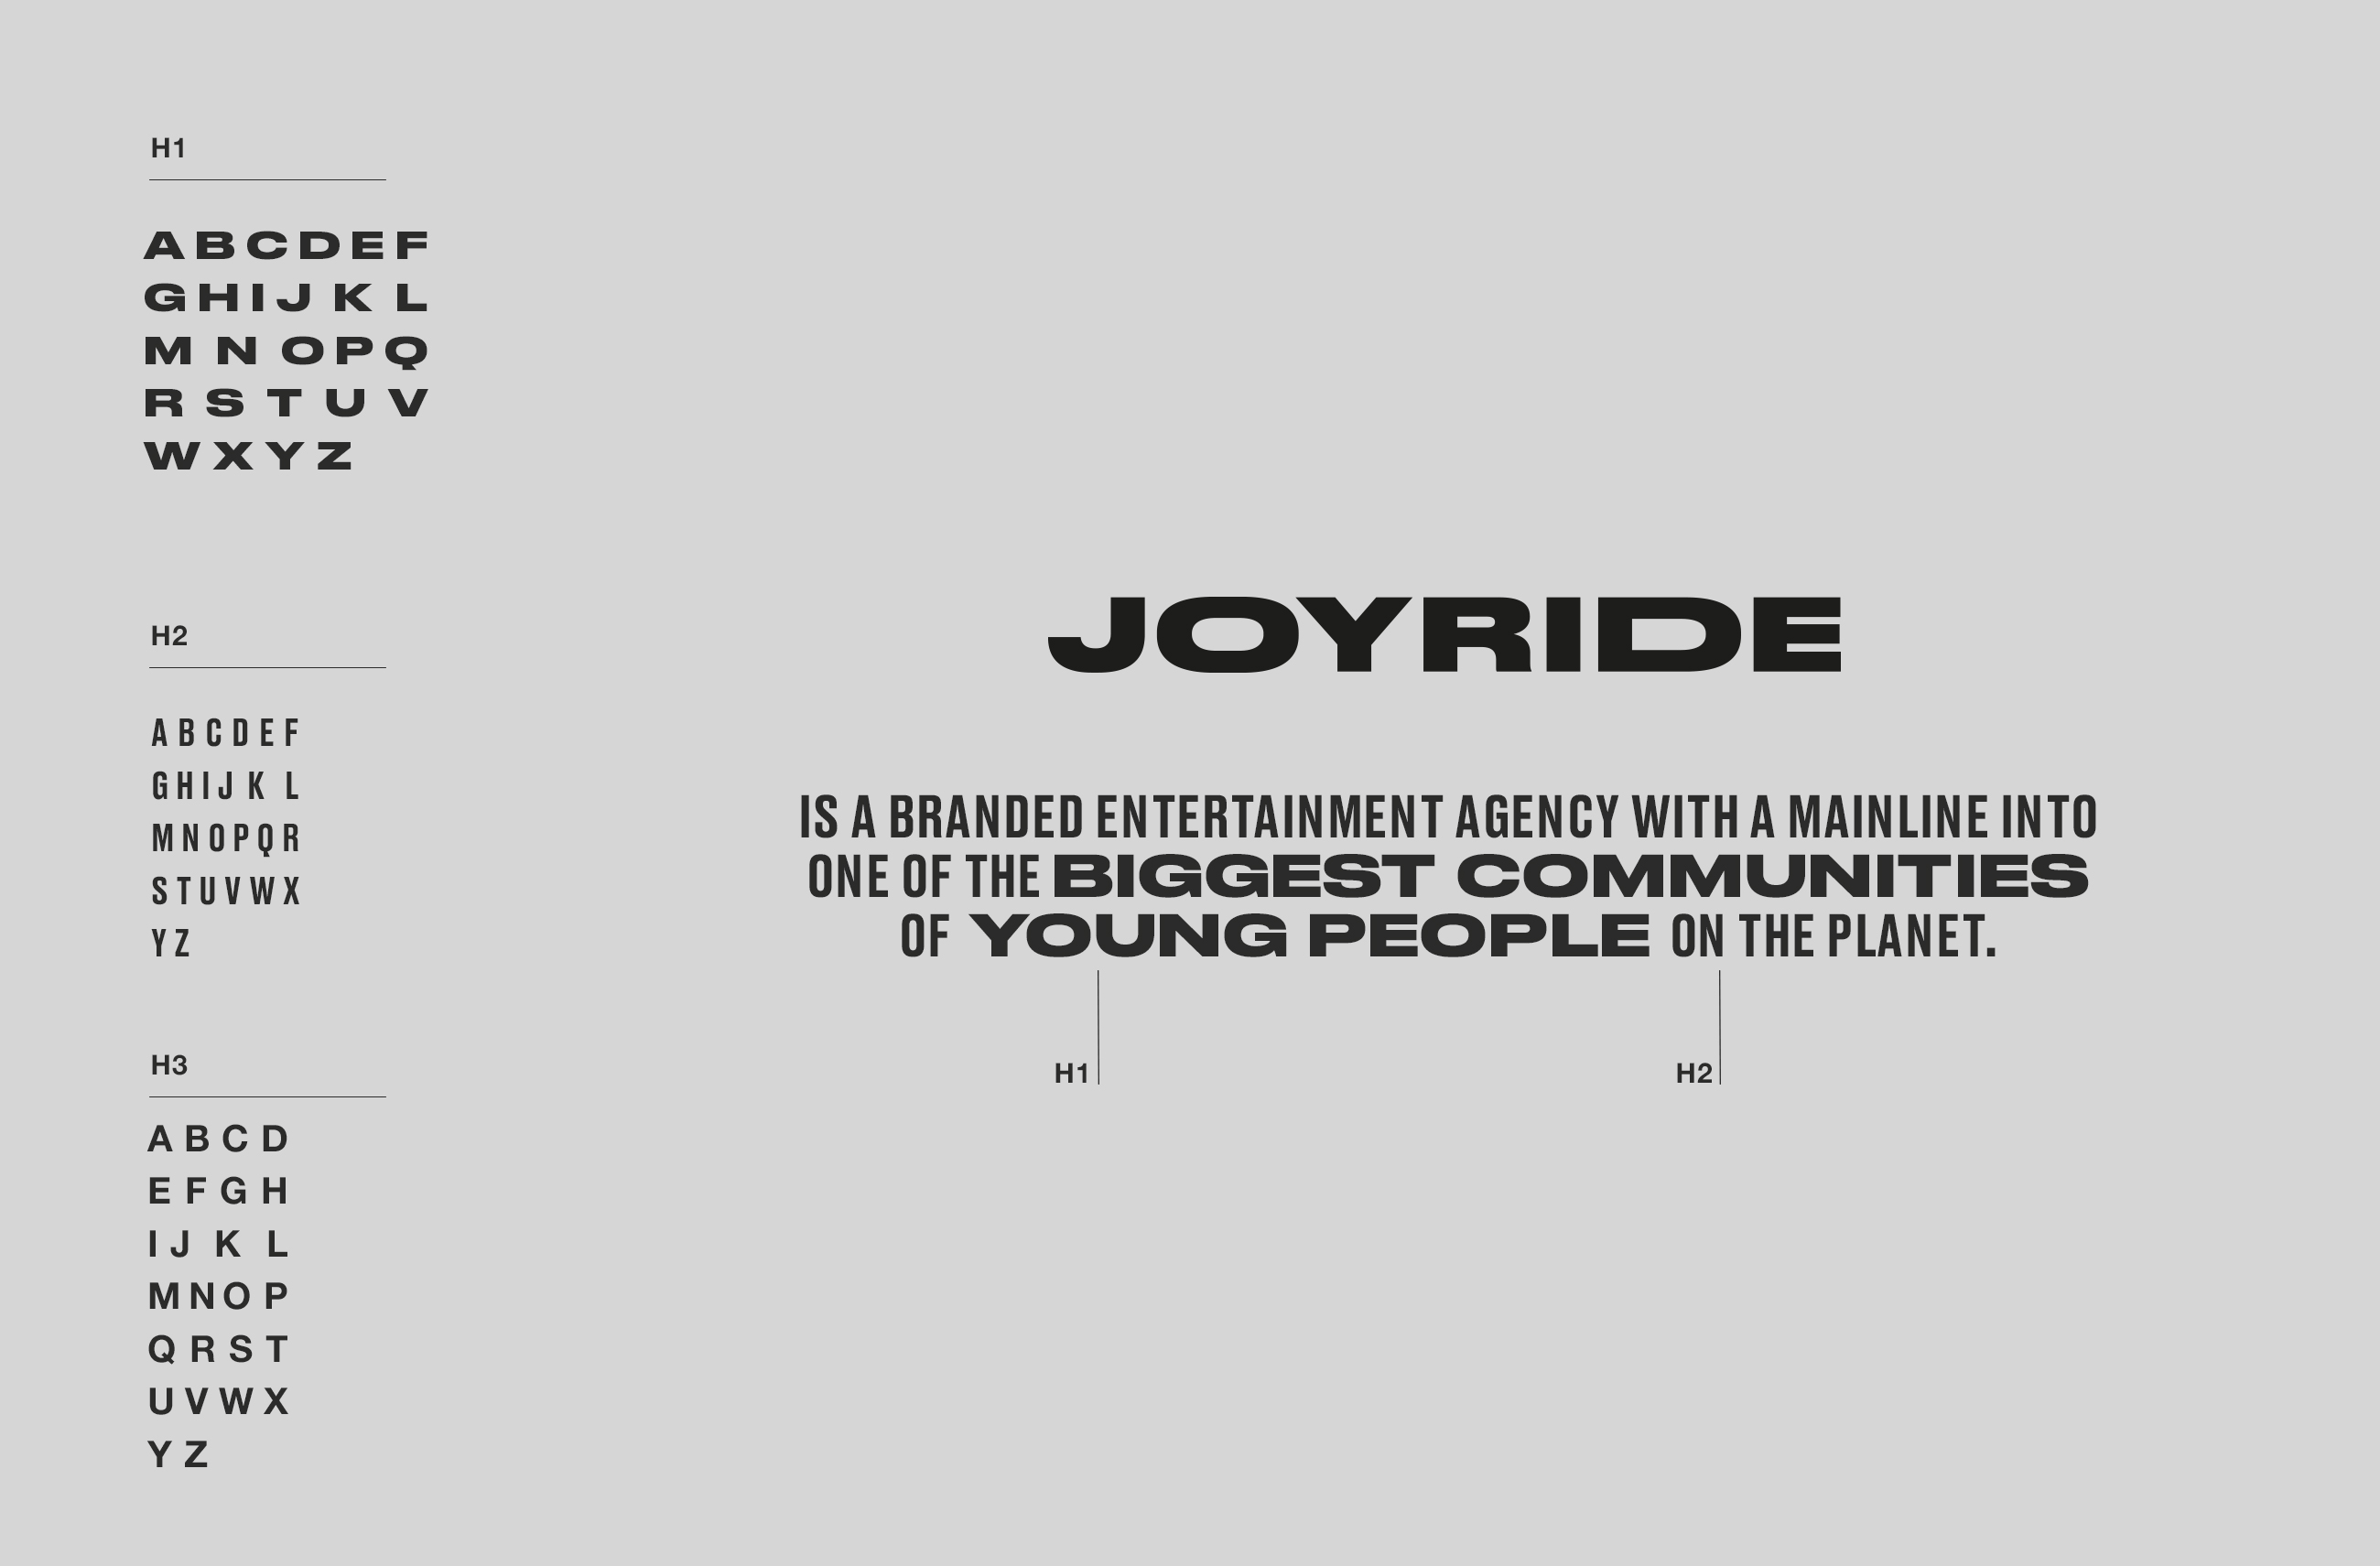 H1
A B C D E F
G H I J K L
M N O P Q
R S T U V
W X Y Z
H2
A B C D E F
G H I J K L
M N O P Q R
S T U V W X
Y Z
H3
A B C D
E F G H
I J K L
M N O P
Q R S T
U V W X
Y Z
JOYRIDE
IS A BRANDED ENTERTAINMENT AGENCY WITH A MAINLINE INTO
ONE OF THE BIGGEST COMMUNITIES
OF YOUNG PEOPLE ON THE PLANET.
H1 H2